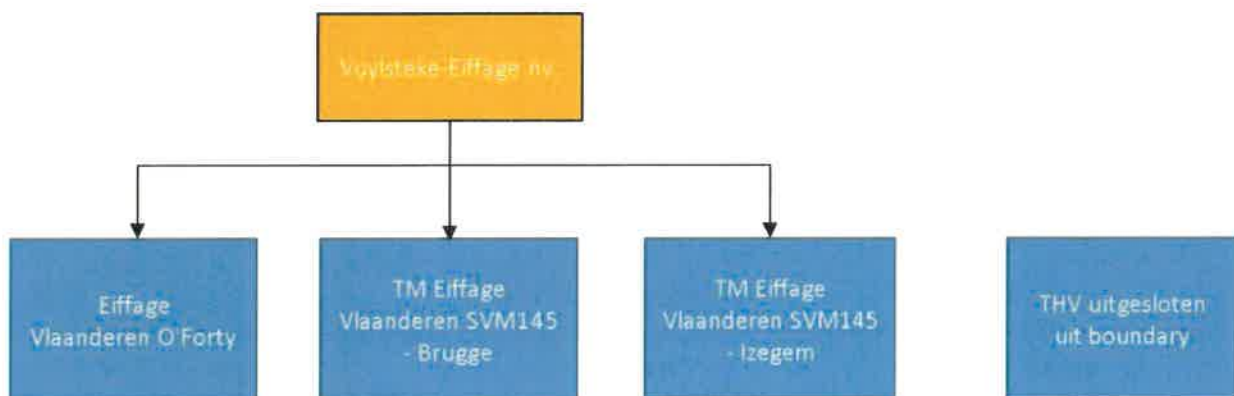 Vuylsteke-Eiffage nv
Eiffage
Vlaanderen O'Forty
TM Eiffage
Vlaanderen SVM145
- Brugge
TM Eiffage
Vlaanderen SVM145
- Izegem
THV uitgesloten
uit boundary